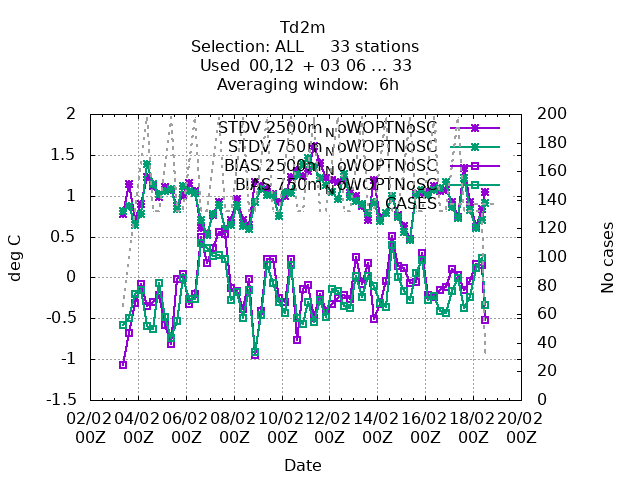 Td2m
Selection: ALL 33 stations
Used 00,12 + 03 06 ... 33
Averaging window: 6h
2 200
STDV 2500m_NoWOPTNoSC
180
STDV 750m_NoWOPTNoSC
1.5 160
BIAS 2500m_NoWOPTNoSC
BIAS 750m_NoWOPTNoSC
1 140
CASES
0.5 120
100
0 80
-0.5 60
40
-1 20
-1.5 0
deg C
No cases
02/02 04/02 06/02 08/02 10/02 12/02 14/02 16/02 18/02 20/02
00Z 00Z 00Z 00Z 00Z 00Z 00Z 00Z 00Z 00Z
Date